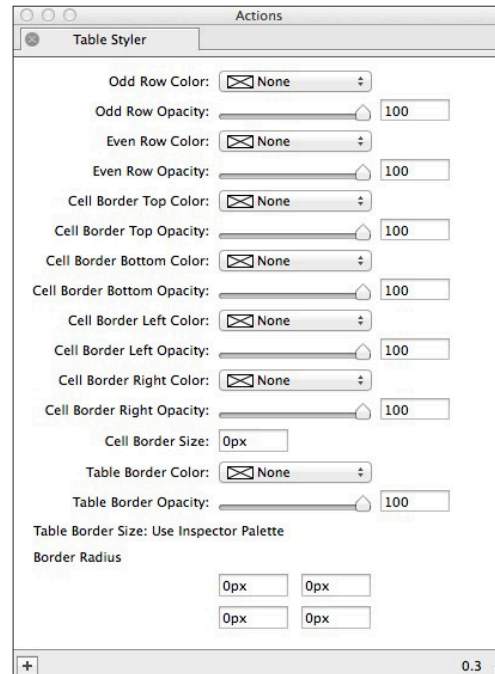 Actions
Table Styler
Odd Row Color: None
Odd Row Opacity: 100
Even Row Color: None
Even Row Opacity: 100
Cell Border Top Color: None
Cell Border Top Opacity: 100
Cell Border Bottom Color: None
Cell Border Bottom Opacity: 100
Cell Border Left Color: None
Cell Border Left Opacity: 100
Cell Border Right Color: None
Cell Border Right Opacity: 100
Cell Border Size: 0px
Table Border Color: None
Table Border Opacity: 100
Table Border Size: Use Inspector Palette
Border Radius
0px 0px
0px 0px
0.3